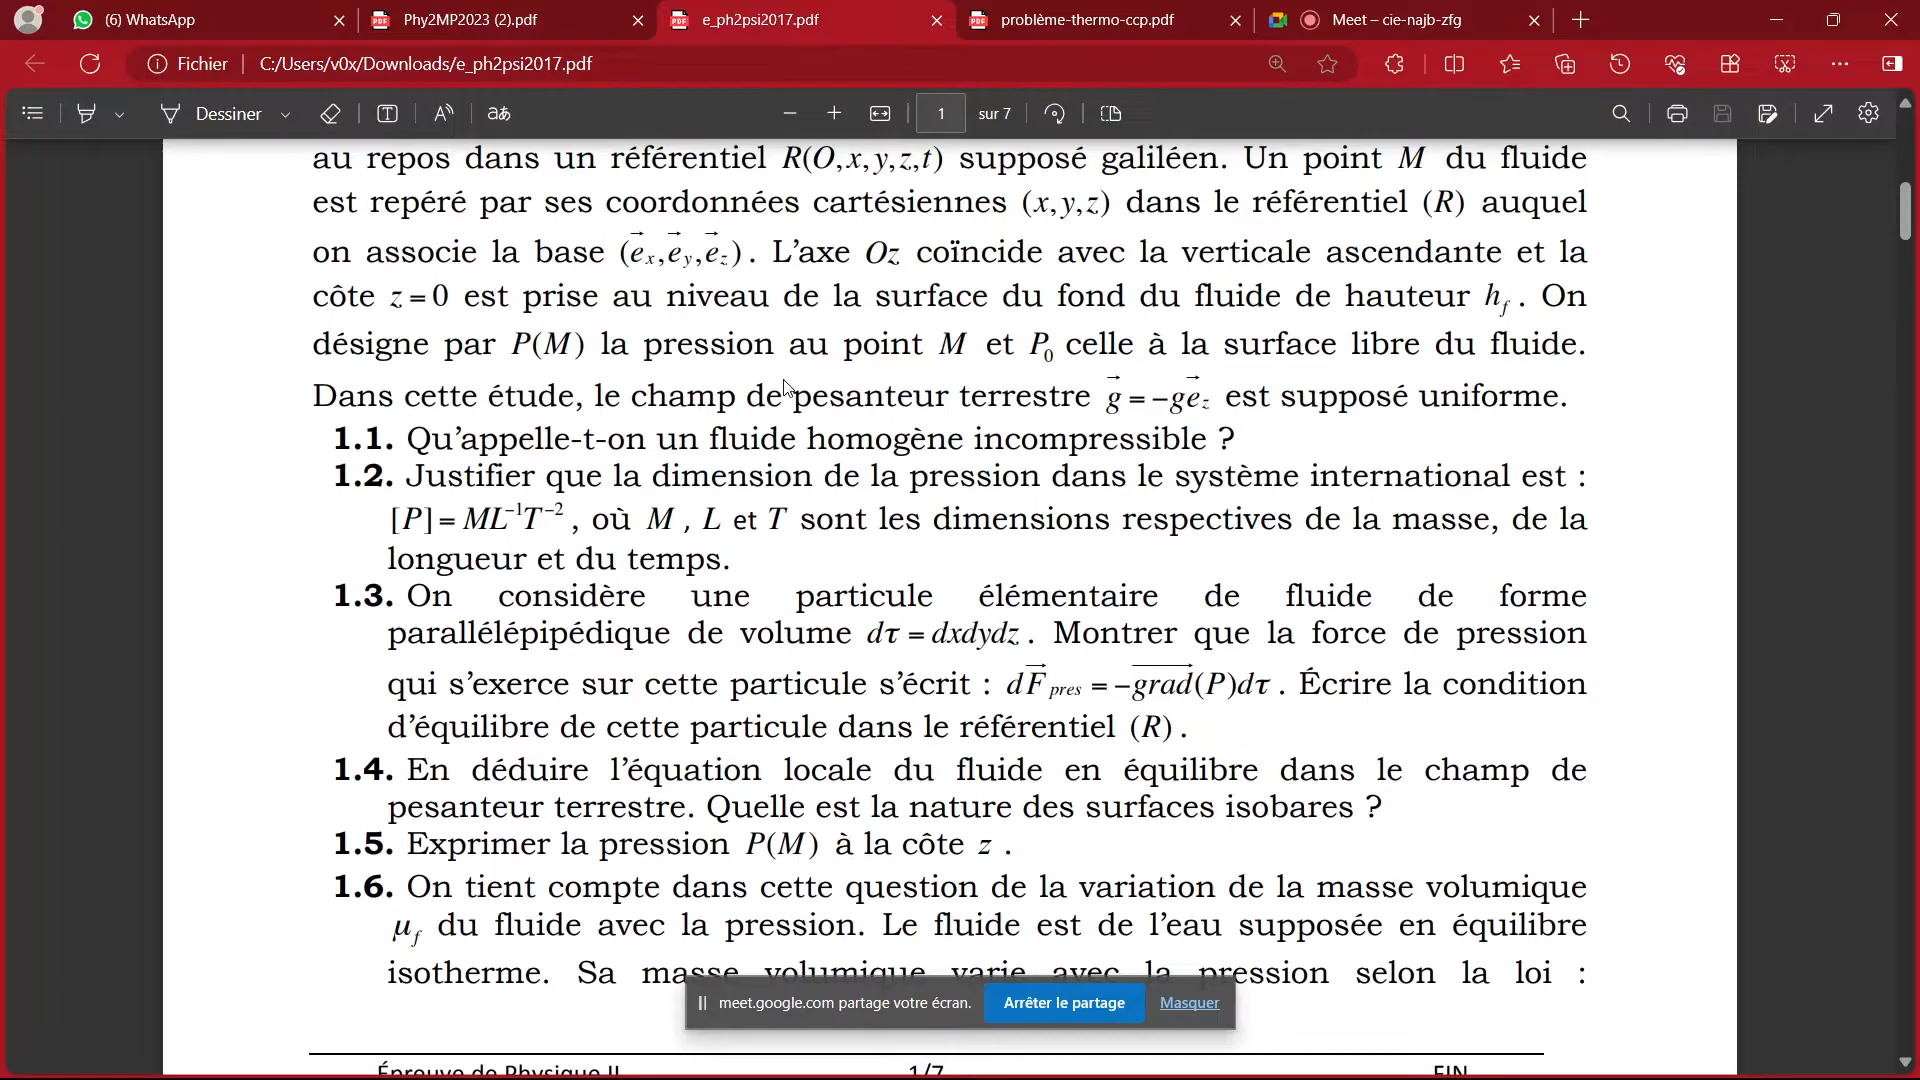 (6) WhatsApp
Phy2MP2023 (2).pdf
e_ph2psi2017.pdf
problème-thermo-ccp.pdf
Meet – cie-najb-zfg
Fichier
C:/Users/v0x/Downloads/e_ph2psi2017.pdf
Dessiner
aあ
1 sur 7
au repos dans un référentiel R(O,x,y,z,t) supposé galiléen. Un point M du fluide
est repéré par ses coordonnées cartésiennes (x,y,z) dans le référentiel (R) auquel
on associe la base (e⃗x,e⃗y,e⃗z). L’axe Oz coïncide avec la verticale ascendante et la
côte z=0 est prise au niveau de la surface du fond du fluide de hauteur hf. On
désigne par P(M) la pression au point M et P0 celle à la surface libre du fluide.
Dans cette étude, le champ de pesanteur terrestre g⃗=−ge⃗z est supposé uniforme.
1.1. Qu’appelle-t-on un fluide homogène incompressible ?
1.2. Justifier que la dimension de la pression dans le système international est :
[P]=ML⁻¹T⁻², où M, L et T sont les dimensions respectives de la masse, de la
longueur et du temps.
1.3. On considère une particule élémentaire de fluide de forme
parallélépipédique de volume dτ=dxdydz. Montrer que la force de pression
qui s’exerce sur cette particule s’écrit : dF⃗pres=−grad(P)dτ. Écrire la condition
d’équilibre de cette particule dans le référentiel (R).
1.4. En déduire l’équation locale du fluide en équilibre dans le champ de
pesanteur terrestre. Quelle est la nature des surfaces isobares ?
1.5. Exprimer la pression P(M) à la côte z .
1.6. On tient compte dans cette question de la variation de la masse volumique
μf du fluide avec la pression. Le fluide est de l’eau supposée en équilibre
isotherme. Sa masse volumique varie avec la pression selon la loi :
meet.google.com partage votre écran.
Arrêter le partage
Masquer
Épreuve de Physique II
1/7
FIN